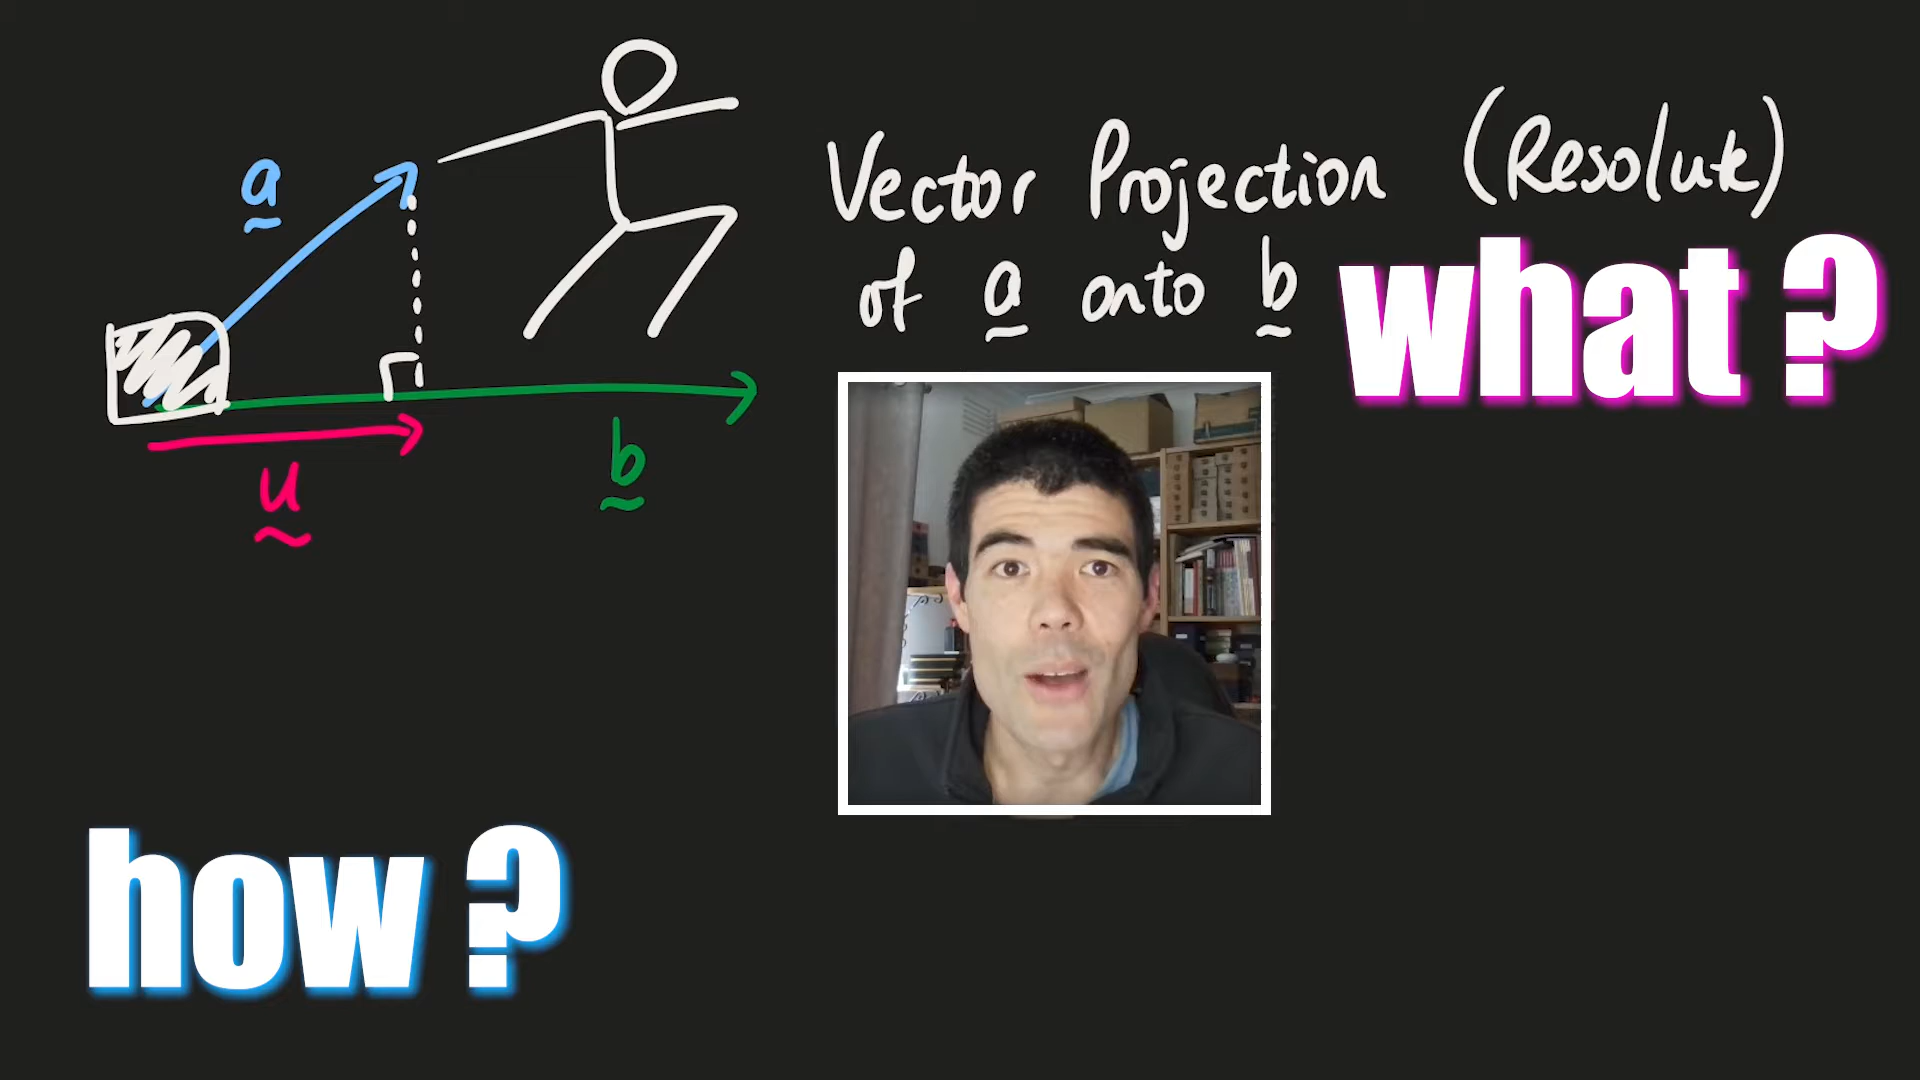 Vector Projection (Resolute)
of a onto b
what ?
a
u
b
how ?